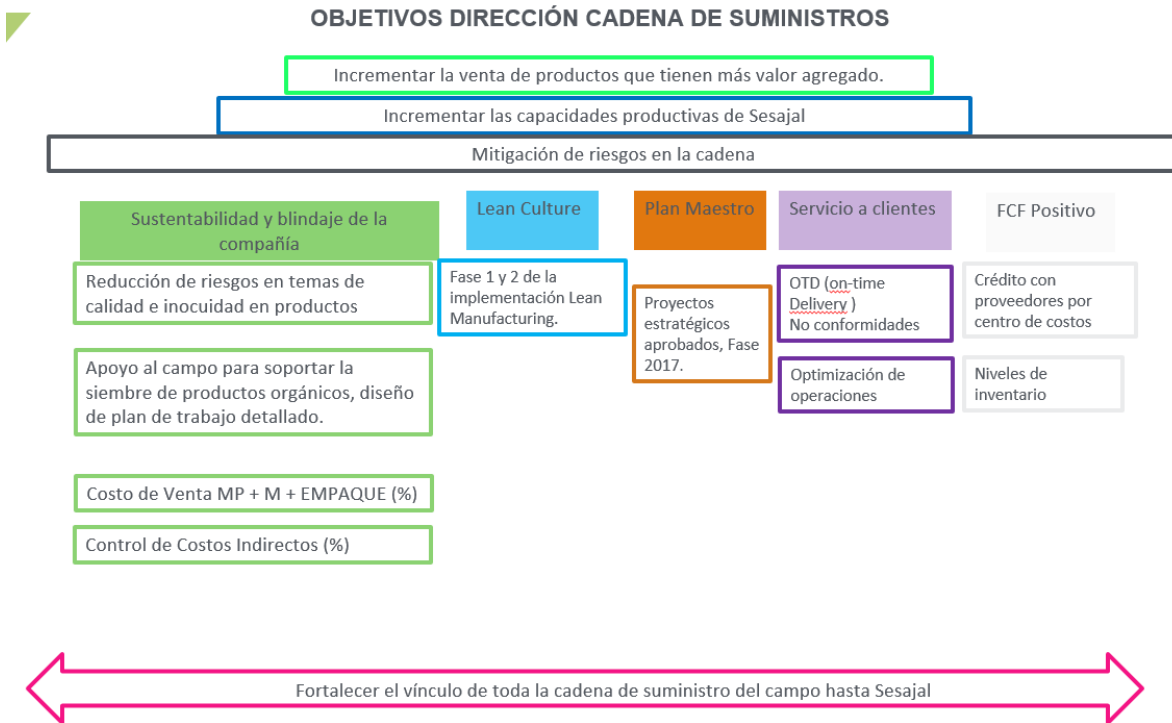 OBJETIVOS DIRECCIÓN CADENA DE SUMINISTROS
Incrementar la venta de productos que tienen más valor agregado.
Incrementar las capacidades productivas de Sesajal
Mitigación de riesgos en la cadena
Sustentabilidad y blindaje de la
compañía
Reducción de riesgos en temas de
calidad e inocuidad en productos
Apoyo al campo para soportar la
siembre de productos orgánicos, diseño
de plan de trabajo detallado.
Costo de Venta MP + M + EMPAQUE (%)
Control de Costos Indirectos (%)
Lean Culture
Fase 1 y 2 de la
implementación Lean
Manufacturing.
Plan Maestro
Proyectos
estratégicos
aprobados, Fase
2017.
Servicio a clientes
OTD (on-time
Delivery )
No conformidades
Optimización de
operaciones
FCF Positivo
Crédito con
proveedores por
centro de costos
Niveles de
inventario
Fortalecer el vínculo de toda la cadena de suministro del campo hasta Sesajal